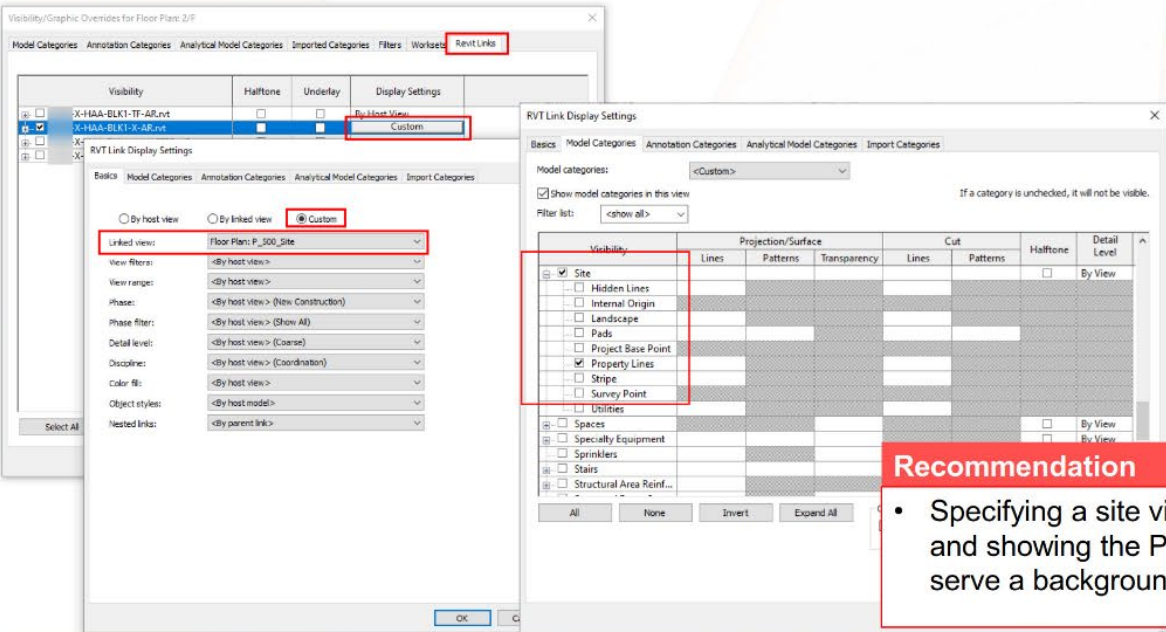 Visibility/Graphic Overrides for Floor Plan: 2/F
Model Categories Annotation Categories Analytical Model Categories Imported Categories Filters Worksets Revit Links
Visibility Halftone Underlay Display Settings
-X-HAA-BLK1-TF-AR.rvt By Host View
-X-HAA-BLK1-X-AR.rvt Custom
-X-
-X-
Select All
RVT Link Display Settings
Basics Model Categories Annotation Categories Analytical Model Categories Import Categories
By host view By linked view Custom
Linked view: Floor Plan: P_500_Site
View filters: <By host view>
View range: <By host view>
Phase: <By host view> (New Construction)
Phase filter: <By host view> (Show All)
Detail level: <By host view> (Coarse)
Discipline: <By host view> (Coordination)
Color fill: <By host view>
Object styles: <By host model>
Nested links: <By parent link>
OK
RVT Link Display Settings
Basics Model Categories Annotation Categories Analytical Model Categories Import Categories
Model categories: <Custom>
Show model categories in this view If a category is unchecked, it will not be visible.
Filter list: <show all>
Visibility Projection/Surface Cut Halftone Detail Level
Lines Patterns Transparency Lines Patterns
Site By View
Hidden Lines
Internal Origin
Landscape
Pads
Project Base Point
Property Lines
Stripe
Survey Point
Utilities
Spaces By View
Specialty Equipment By View
Sprinklers
Stairs
Structural Area Reinf...
All None Invert Expand All
Recommendation
• Specifying a site vi
and showing the P
serve a backgroun